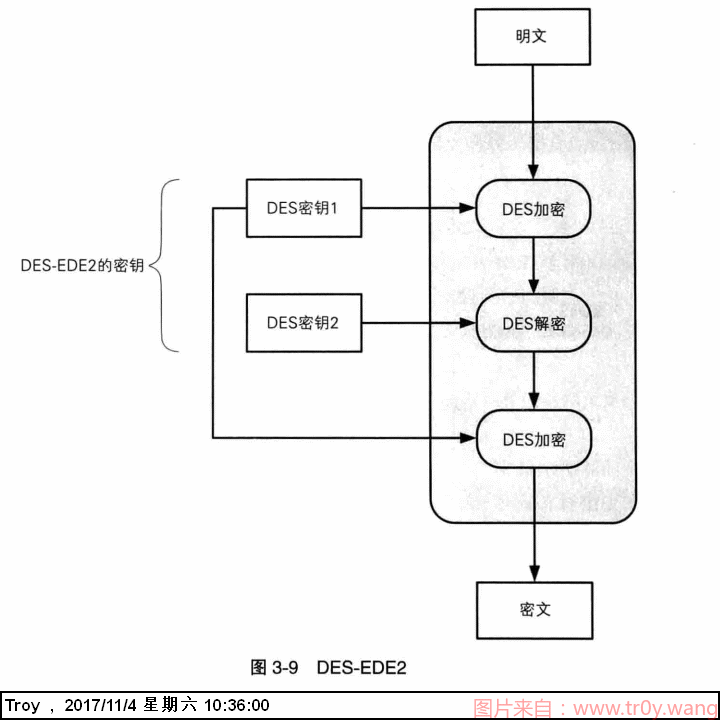 明文
DES密钥1
DES加密
DES-EDE2的密钥
DES密钥2
DES解密
DES加密
密文
图 3-9 DES-EDE2
Troy , 2017/11/4 星期六 10:36:00
图片来自：www.tr0y.wang